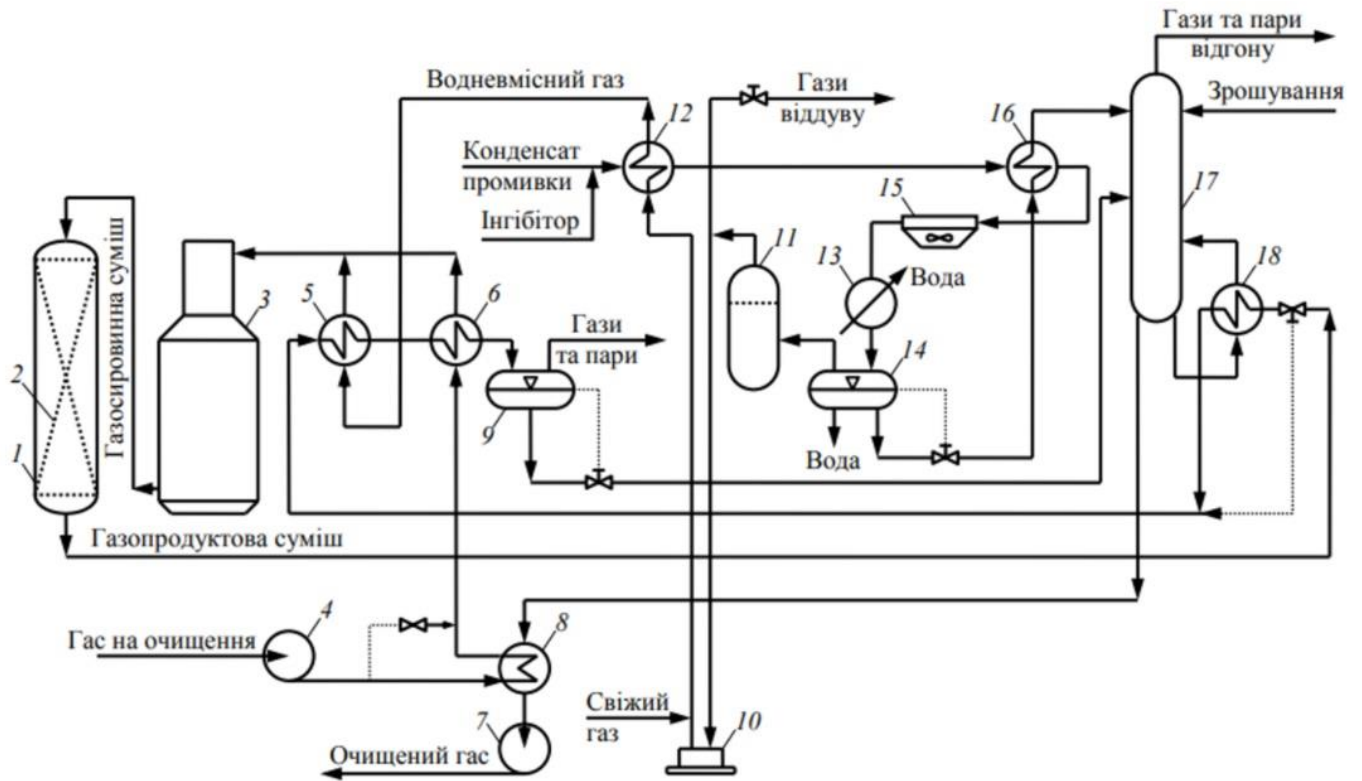 Гази та пари
відгону
Водневмісний газ
Гази
віддуву
Зрошування
12
16
Конденсат
промивки
Інгібітор
15
17
11
13
Вода
18
Газосировинна суміш
5
6
3
Гази
та пари
14
2
9
1
Вода
Газопродуктова суміш
4
Гас на очищення
8
Свіжий
газ
10
7
Очищений гас